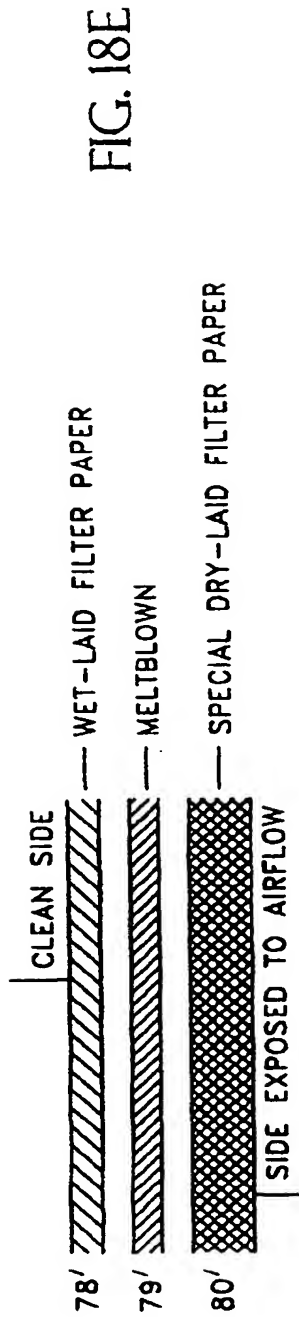 FIG. 18E
CLEAN SIDE
78' WET-LAID FILTER PAPER
79' MELTBLOWN
80' SPECIAL DRY-LAID FILTER PAPER
SIDE EXPOSED TO AIRFLOW